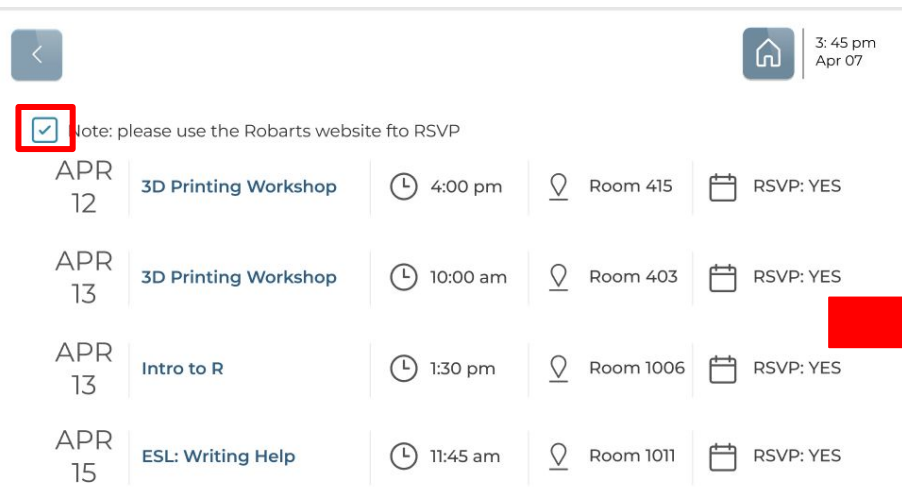 3: 45 pm
Apr 07
Note: please use the Robarts website fto RSVP
APR
12
3D Printing Workshop
4:00 pm
Room 415
RSVP: YES
APR
13
3D Printing Workshop
10:00 am
Room 403
RSVP: YES
APR
13
Intro to R
1:30 pm
Room 1006
RSVP: YES
APR
15
ESL: Writing Help
11:45 am
Room 1011
RSVP: YES